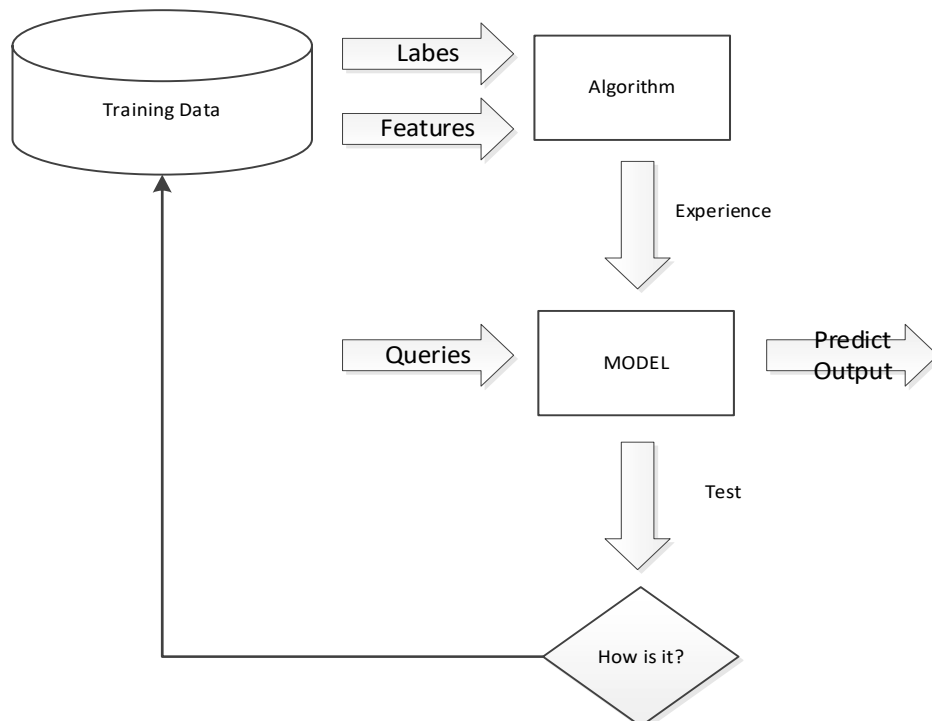 Labes
Training Data
Algorithm
Features
Experience
Queries
MODEL
Predict
Output
Test
How is it?